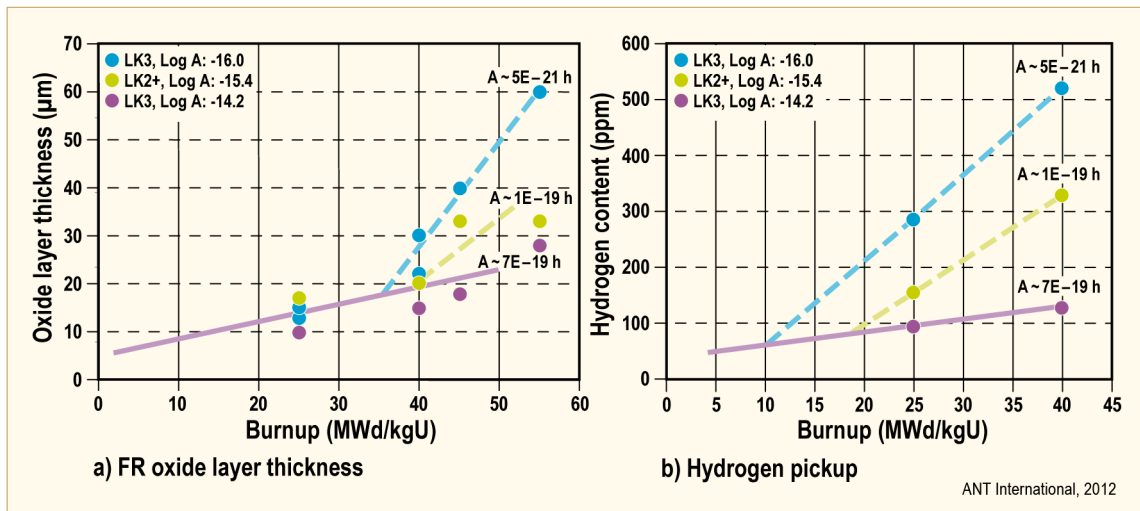 70
60
50
40
30
20
10
0
Oxide layer thickness (µm)
LK3, Log A: -16.0
LK2+, Log A: -15.4
LK3, Log A: -14.2
A~5E–21 h
A~1E–19 h
A~7E–19 h
0 10 20 30 40 50 60
Burnup (MWd/kgU)
a) FR oxide layer thickness
600
500
400
300
200
100
0
Hydrogen content (ppm)
LK3, Log A: -16.0
LK2+, Log A: -15.4
LK3, Log A: -14.2
A~5E–21 h
A~1E–19 h
A~7E–19 h
0 5 10 15 20 25 30 35 40 45
Burnup (MWd/kgU)
b) Hydrogen pickup
ANT International, 2012